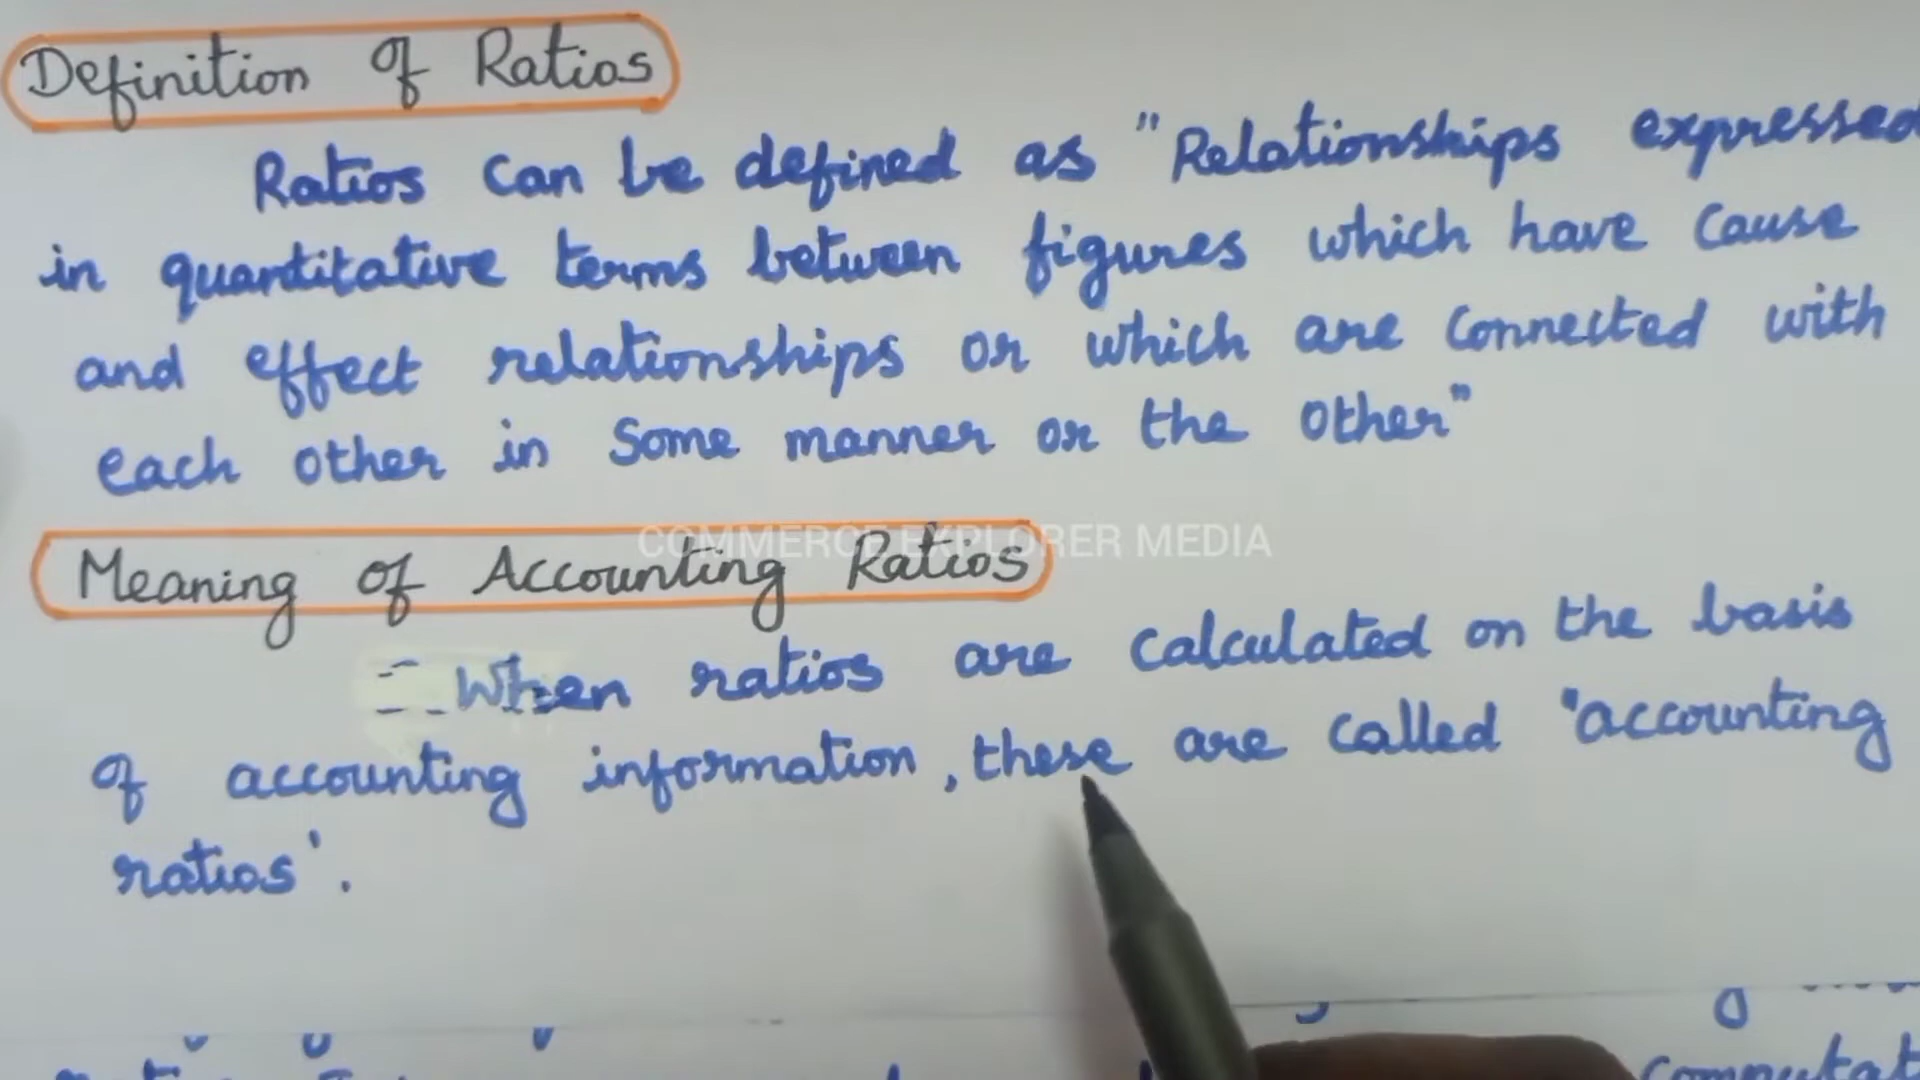 Definition of Ratios
Ratios can be defined as "Relationships expressed
in quantitative terms between figures which have cause
and effect relationships or which are connected with
each other in some manner or the other"
COMMERCE EXPLORER MEDIA
Meaning of Accounting Ratios
When ratios are calculated on the basis
of accounting information, these are called 'accounting
ratios'.